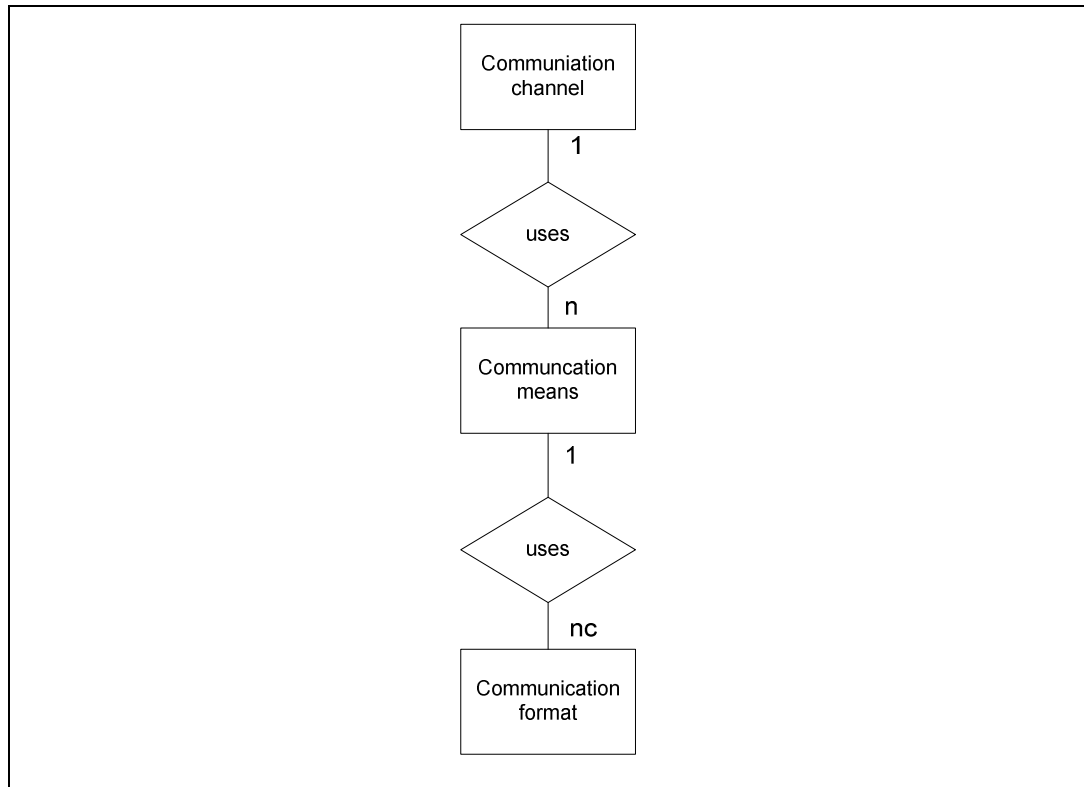 Communiation
channel
1
uses
n
Communcation
means
1
uses
nc
Communication
format